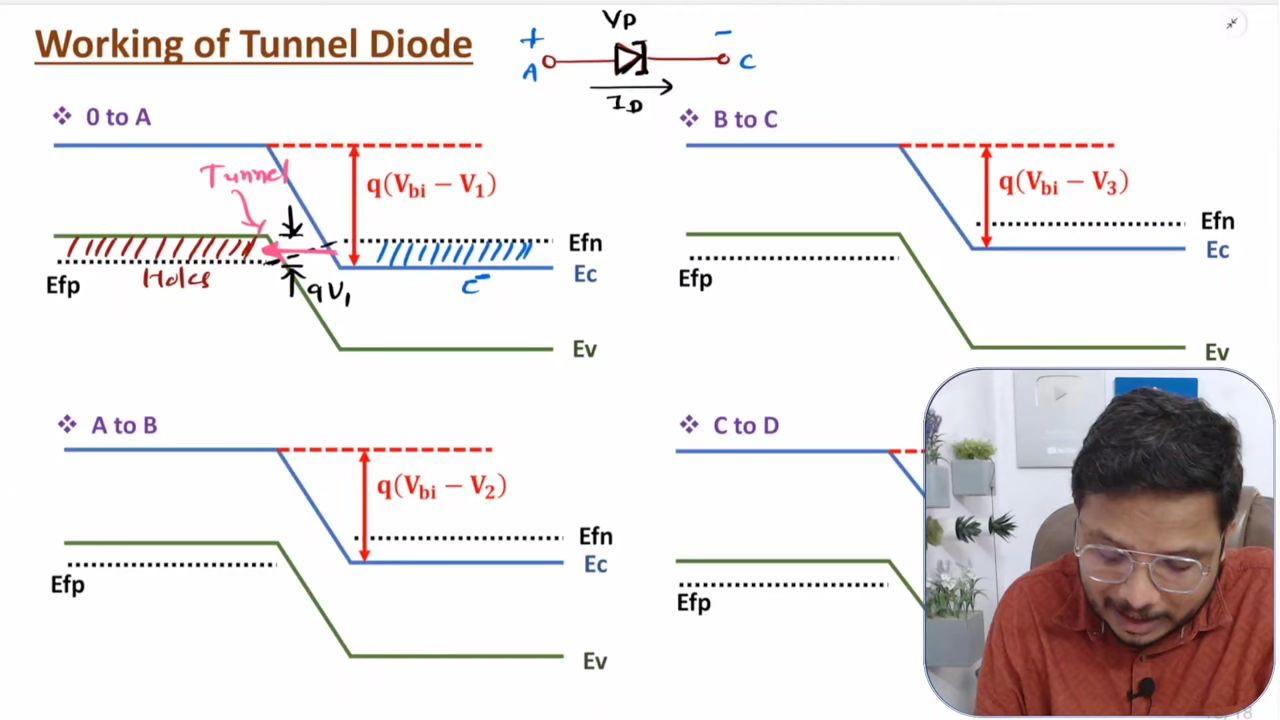 Working of Tunnel Diode
VD
+
-
A
C
ID
❖ 0 to A
Tunnel
q(Vbi − V1)
Efn
Ec
Efp
Holes
e-
qV1
Ev
❖ B to C
q(Vbi − V3)
Efn
Ec
Efp
Ev
❖ A to B
q(Vbi − V2)
Efn
Ec
Efp
Ev
❖ C to D
Efp